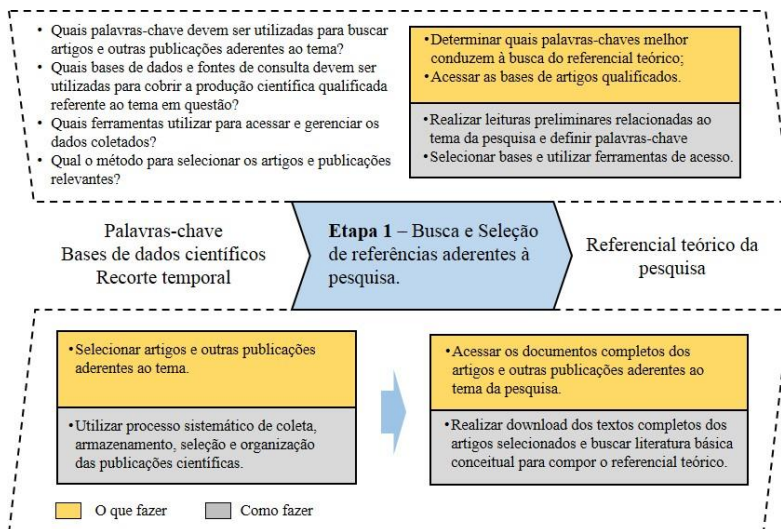 • Quais palavras-chave devem ser utilizadas para buscar
artigos e outras publicações aderentes ao tema?
• Quais bases de dados e fontes de consulta devem ser
utilizadas para cobrir a produção científica qualificada
referente ao tema em questão?
• Quais ferramentas utilizar para acessar e gerenciar os
dados coletados?
• Qual o método para selecionar os artigos e publicações
relevantes?
•Determinar quais palavras-chaves melhor
conduzem à busca do referencial teórico;
•Acessar as bases de artigos qualificados.
•Realizar leituras preliminares relacionadas ao
tema da pesquisa e definir palavras-chave
•Selecionar bases e utilizar ferramentas de acesso.
Palavras-chave
Bases de dados científicos
Recorte temporal
Etapa 1 – Busca e Seleção
de referências aderentes à
pesquisa.
Referencial teórico da
pesquisa
•Selecionar artigos e outras publicações
aderentes ao tema.
•Utilizar processo sistemático de coleta,
armazenamento, seleção e organização
das publicações científicas.
•Acessar os documentos completos dos
artigos e outras publicações aderentes ao
tema da pesquisa.
•Realizar download dos textos completos dos
artigos selecionados e buscar literatura básica
conceitual para compor o referencial teórico.
O que fazer
Como fazer